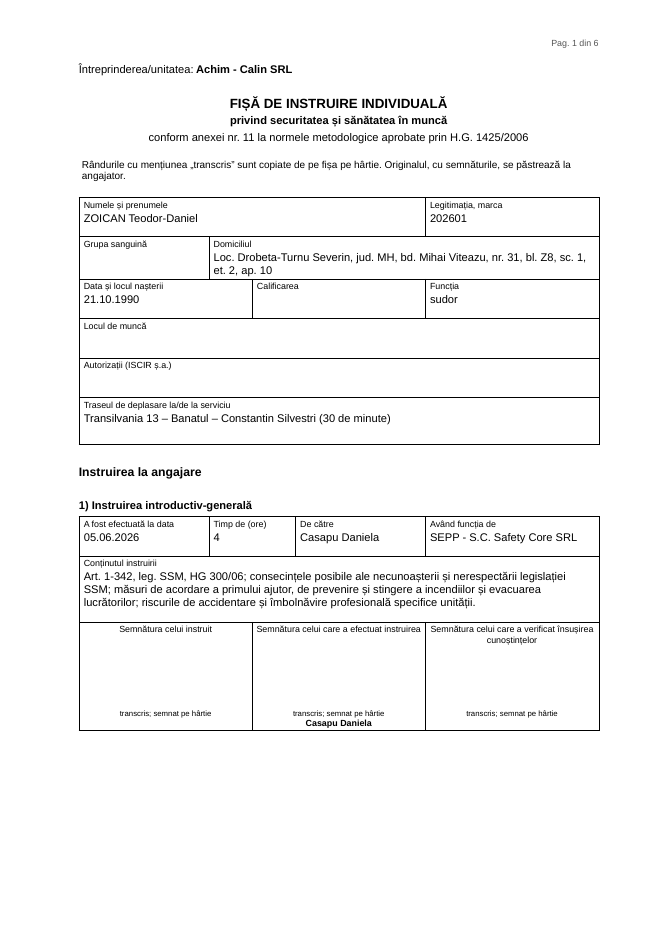 Pag. 1 din 6
Întreprinderea/unitatea: Achim - Calin SRL
FIȘĂ DE INSTRUIRE INDIVIDUALĂ
privind securitatea și sănătatea în muncă
conform anexei nr. 11 la normele metodologice aprobate prin H.G. 1425/2006
Rândurile cu mențiunea „transcris” sunt copiate de pe fișa pe hârtie. Originalul, cu semnăturile, se păstrează la
angajator.
Numele și prenumele
ZOICAN Teodor-Daniel
Legitimația, marca
202601
Grupa sanguină
Domiciliul
Loc. Drobeta-Turnu Severin, jud. MH, bd. Mihai Viteazu, nr. 31, bl. Z8, sc. 1,
et. 2, ap. 10
Data și locul nașterii
21.10.1990
Calificarea
Funcția
sudor
Locul de muncă
Autorizații (ISCIR ș.a.)
Traseul de deplasare la/de la serviciu
Transilvania 13 – Banatul – Constantin Silvestri (30 de minute)
Instruirea la angajare
1) Instruirea introductiv-generală
A fost efectuată la data
05.06.2026
Timp de (ore)
4
De către
Casapu Daniela
Având funcția de
SEPP - S.C. Safety Core SRL
Conținutul instruirii
Art. 1-342, leg. SSM, HG 300/06; consecințele posibile ale necunoașterii și nerespectării legislației
SSM; măsuri de acordare a primului ajutor, de prevenire și stingere a incendiilor și evacuarea
lucrătorilor; riscurile de accidentare și îmbolnăvire profesională specifice unității.
Semnătura celui instruit
Semnătura celui care a efectuat instruirea
Semnătura celui care a verificat însușirea
cunoștințelor
transcris; semnat pe hârtie
transcris; semnat pe hârtie
Casapu Daniela
transcris; semnat pe hârtie